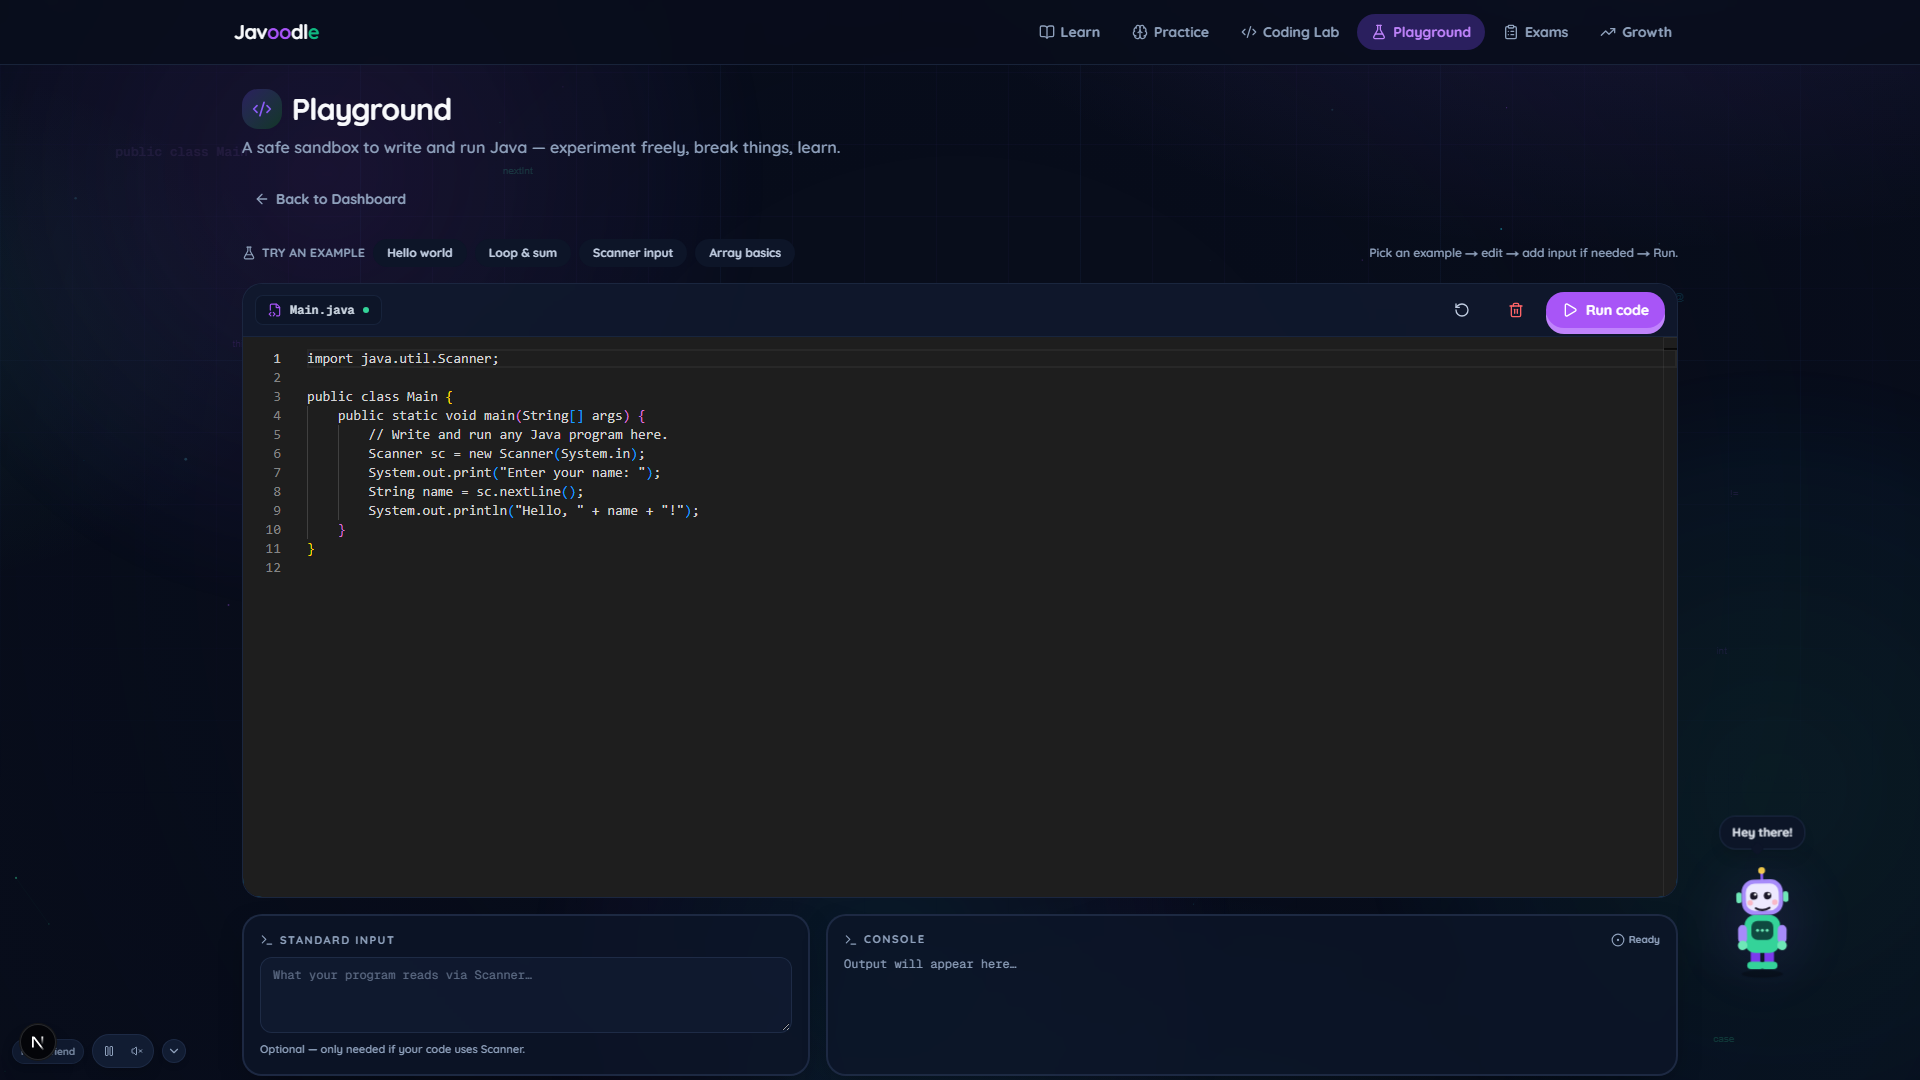 Javoodle
Learn
Practice
</> Coding Lab
Playground
Exams
Growth
</> Playground
public class Mai
A safe sandbox to write and run Java — experiment freely, break things, learn.
nextInt
← Back to Dashboard
TRY AN EXAMPLE
Hello world
Loop & sum
Scanner input
Array basics
Pick an example → edit → add input if needed → Run.
Main.java
Run code
1 import java.util.Scanner;
2
3 public class Main {
4 public static void main(String[] args) {
5 // Write and run any Java program here.
6 Scanner sc = new Scanner(System.in);
7 System.out.print("Enter your name: ");
8 String name = sc.nextLine();
9 System.out.println("Hello, " + name + "!");
10 }
11 }
12
Hey there!
>_ STANDARD INPUT
What your program reads via Scanner…
Optional — only needed if your code uses Scanner.
>_ CONSOLE
Ready
Output will appear here…
case
N
iend